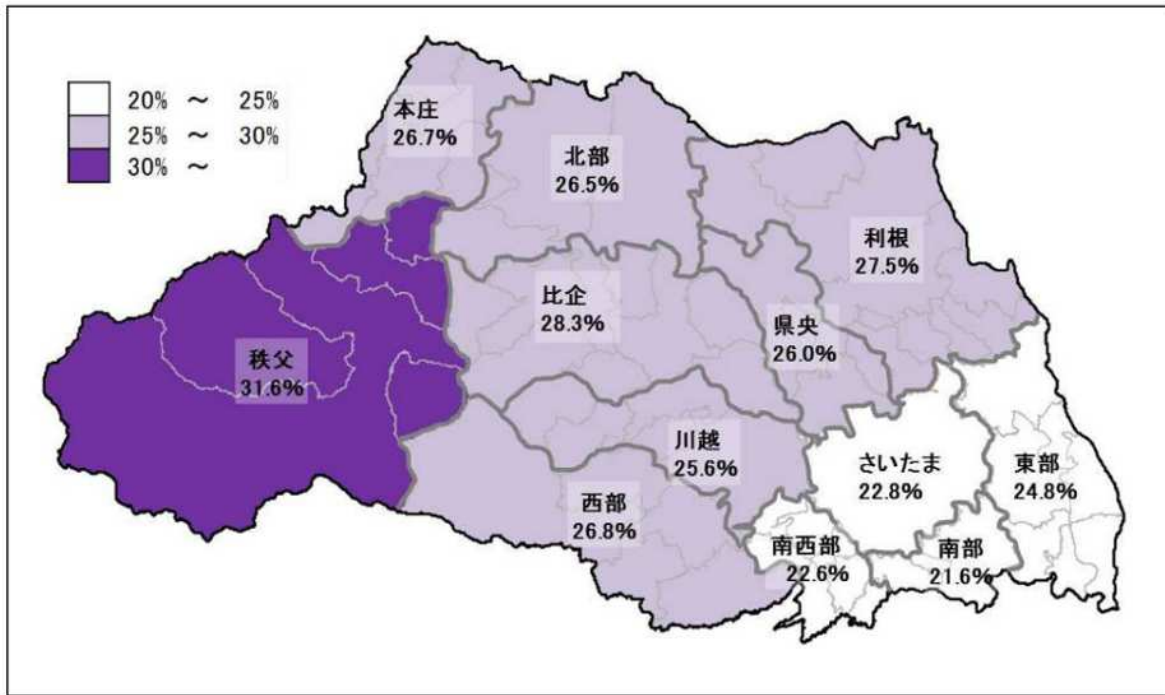 20% ～ 25%
25% ～ 30%
30% ～
本庄
26.7%
北部
26.5%
利根
27.5%
比企
28.3%
県央
26.0%
秩父
31.6%
川越
25.6%
さいたま
22.8%
東部
24.8%
西部
26.8%
南西部
22.6%
南部
21.6%